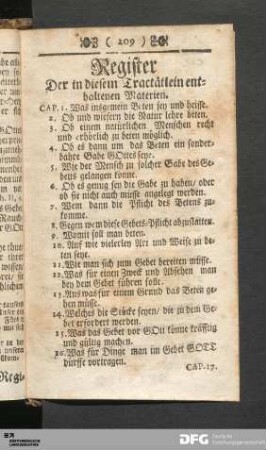 ( 209 )
Register
Der in diesem Tractätlein ent-
haltenen Materien.
CAP. 1. Was insgemein Beten sey und heisse.
2. Ob und wiefern die Natur lehre beten.
3. Ob einem natürlichen Menschen recht
und erhörlich zu beten möglich.
4. Ob es dann um das Beten ein sonder-
bahre Gabe GOttes seye.
5. Wie der Mensch zu solcher Gabe des Ge-
bets gelangen könne.
6. Ob es genug sey die Gabe zu haben/ oder
ob sie nicht auch müsse angelegt werden.
7. Wem dann die Pflicht des Betens zu-
komme.
8. Gegen wem diese Gebets-Pflicht abzustatten.
9. Wamit soll man beten.
10. Auf wie vielerley Art und Weise zu be-
ten seye.
11. Wie man sich zum Gebet bereiten müsse.
12. Was für einen Zweck und Absehen man
bey dem Gebet führen solle.
13. Aus was für einem Grund das Beten ge-
hen müsse.
14. Welches die Stücke seyen/ die zu dem Ge-
bet erfordert werden.
15. Was das Gebet vor GOtt könne kräfftig
und gültig machen.
16. Was für Dinge man im Gebet GOTT
dürffe vortragen.
CAP. 17.
Regi-
DFG